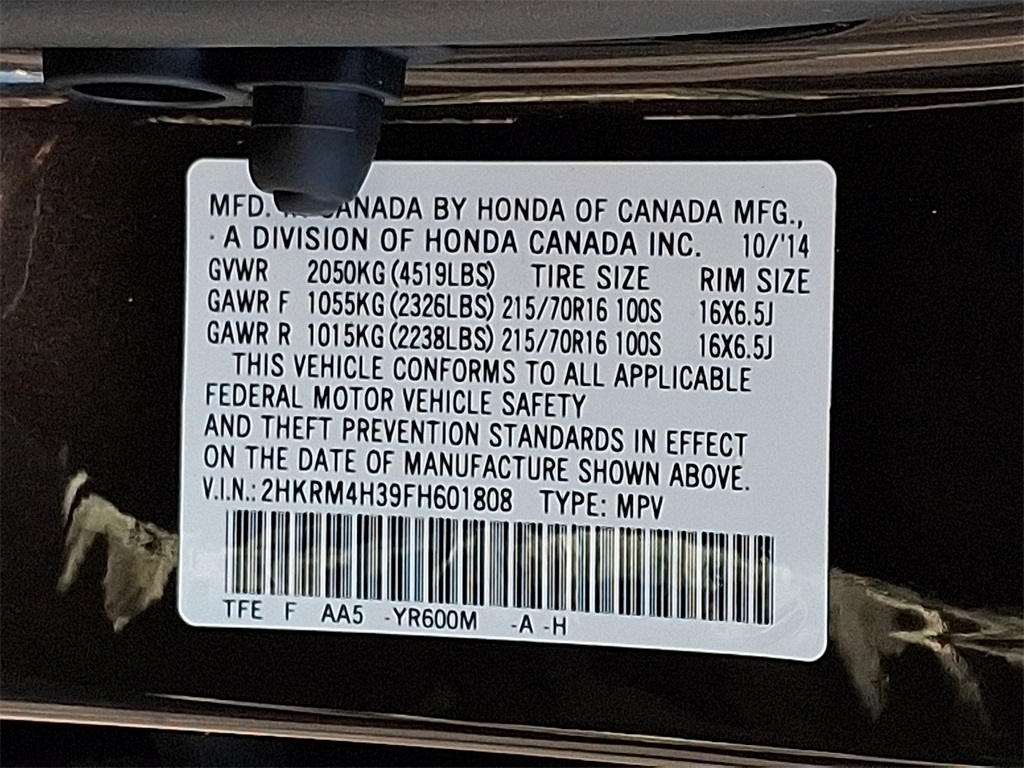 MFD. CANADA BY HONDA OF CANADA MFG.,
A DIVISION OF HONDA CANADA INC. 10/'14
GVWR 2050KG (4519LBS) TIRE SIZE RIM SIZE
GAWR F 1055KG (2326LBS) 215/70R16 100S 16X6.5J
GAWR R 1015KG (2238LBS) 215/70R16 100S 16X6.5J
THIS VEHICLE CONFORMS TO ALL APPLICABLE
FEDERAL MOTOR VEHICLE SAFETY
AND THEFT PREVENTION STANDARDS IN EFFECT
ON THE DATE OF MANUFACTURE SHOWN ABOVE.
V.I.N.: 2HKRM4H39FH601808 TYPE: MPV
TFE F AA5 -YR600M -A -H